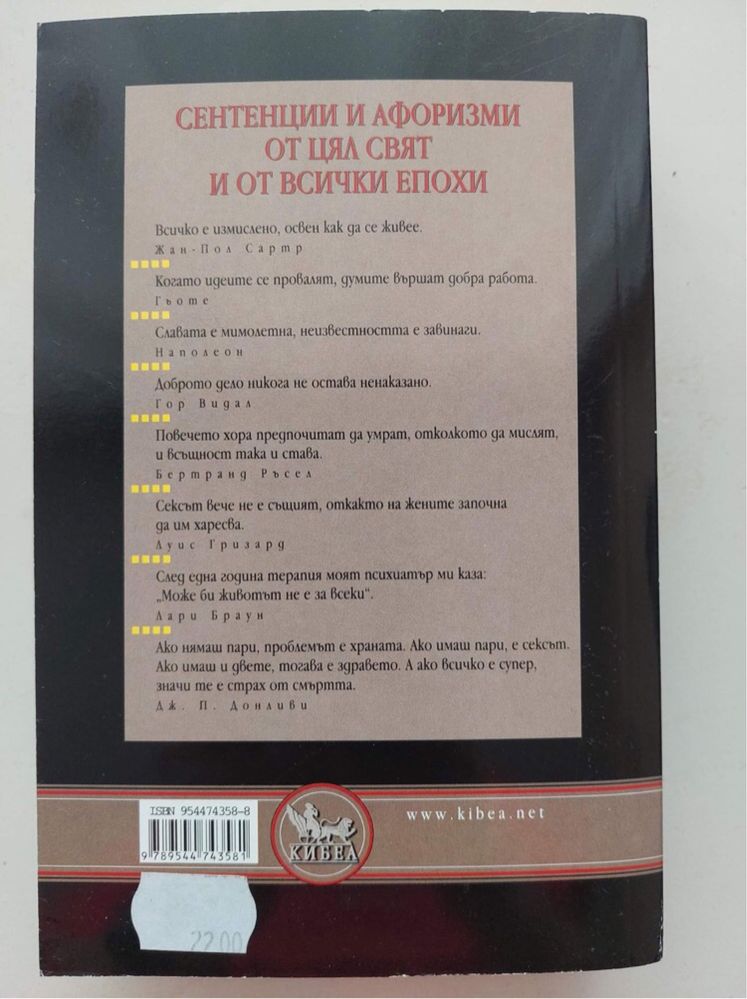 СЕНТЕНЦИИ И АФОРИЗМИ
ОТ ЦЯЛ СВЯТ
И ОТ ВСИЧКИ ЕПОХИ
Всичко е измислено, освен как да се живее.
Жан-Пол Сартр
Когато идеите се провалят, думите вършат добра работа.
Гьоте
Славата е мимолетна, неизвестността е завинаги.
Наполеон
Доброто дело никога не остава ненаказано.
Гор Видал
Повечето хора предпочитат да умрат, отколкото да мислят,
и всъщност така и става.
Бертранд Ръсел
Сексът вече не е същият, откакто на жените започна
да им харесва.
Луис Гризард
След една година терапия моят психиатър ми каза:
„Може би животът не е за всеки“.
Лари Браун
Ако нямаш пари, проблемът е храната. Ако имаш пари, е сексът.
Ако имаш и двете, тогава е здравето. А ако всичко е супер,
значи те е страх от смъртта.
Дж. П. Донливи
ISBN 954474358-8
9 789544 743581
КИБЕА
www.kibea.net
22.00